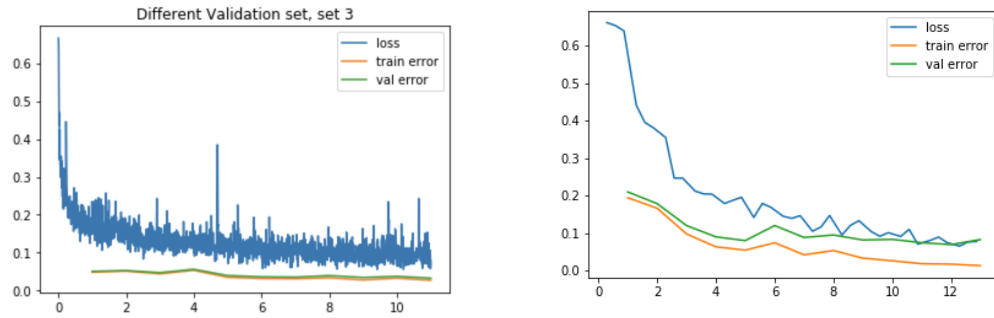 Different Validation set, set 3
loss
train error
val error
0.6
0.5
0.4
0.3
0.2
0.1
0.0
0 2 4 6 8 10
loss
train error
val error
0.6
0.5
0.4
0.3
0.2
0.1
0.0
0 2 4 6 8 10 12